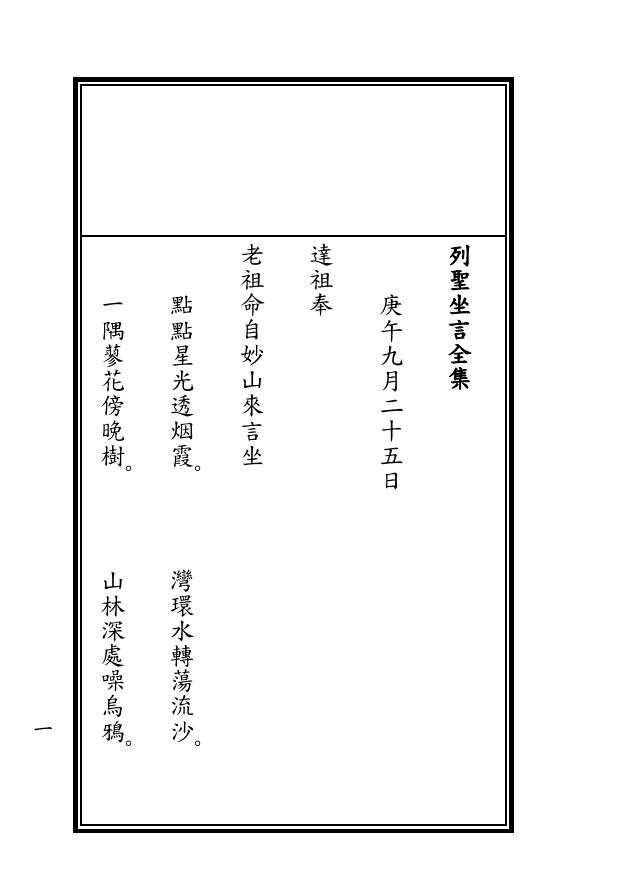 列聖坐言全集
庚午九月二十五日
達祖奉
老祖命自妙山來言坐
點點星光透烟霞。
灣環水轉蕩流沙。
一隅蓼花傍晚樹。
山林深處噪烏鴉。
一